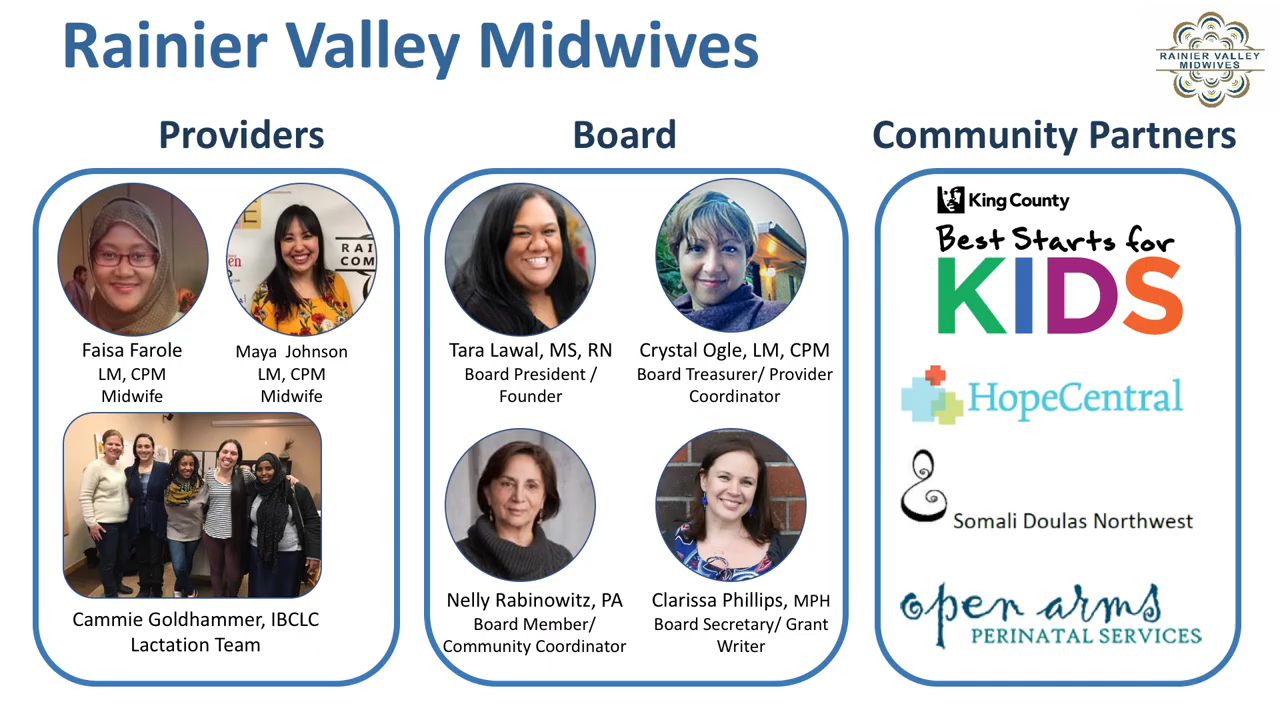 Rainier Valley Midwives
RAINIER VALLEY
MIDWIVES
Providers
Board
Community Partners
RAI
COM
E
Faisa Farole
LM, CPM
Midwife
Maya Johnson
LM, CPM
Midwife
Cammie Goldhammer, IBCLC
Lactation Team
Tara Lawal, MS, RN
Board President /
Founder
Crystal Ogle, LM, CPM
Board Treasurer/ Provider
Coordinator
Nelly Rabinowitz, PA
Board Member/
Community Coordinator
Clarissa Phillips, MPH
Board Secretary/ Grant
Writer
King County
Best Starts for
KIDS
HopeCentral
Somali Doulas Northwest
open arms
PERINATAL SERVICES